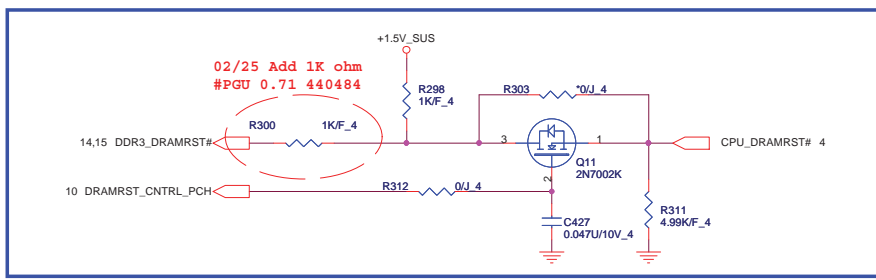 +1.5V_SUS
02/25 Add 1K ohm
#PGU 0.71 440484
R298
1K/F_4
R303
*0/J_4
R300
1K/F_4
14,15 DDR3_DRAMRST#
3
1
CPU_DRAMRST# 4
Q11
2N7002K
2
10 DRAMRST_CNTRL_PCH
R312
0/J_4
R311
4.99K/F_4
C427
0.047U/10V_4